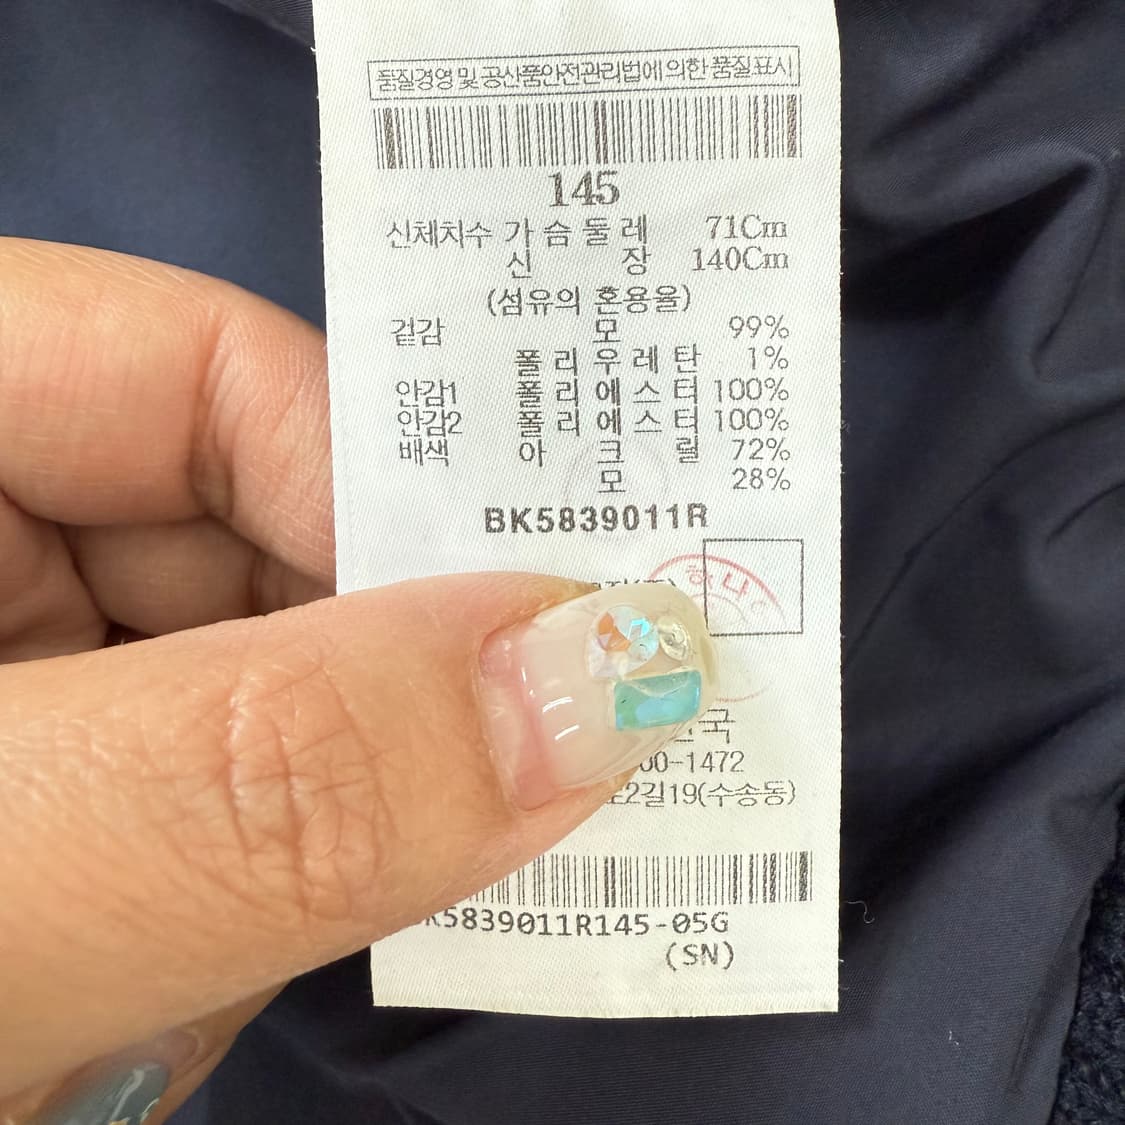 품질경영 및 공산품안전관리법에 의한 품질표시
145
신체치수 가슴둘레 71Cm
신장 140Cm
(섬유의 혼용율)
겉감 모 99%
폴리우레탄 1%
안감1 폴리에스터 100%
안감2 폴리에스터 100%
배색 아크릴 72%
모 28%
BK5839011R
하나
국
00-1472
2길19(수송동)
K5839011R145-05G
(SN)